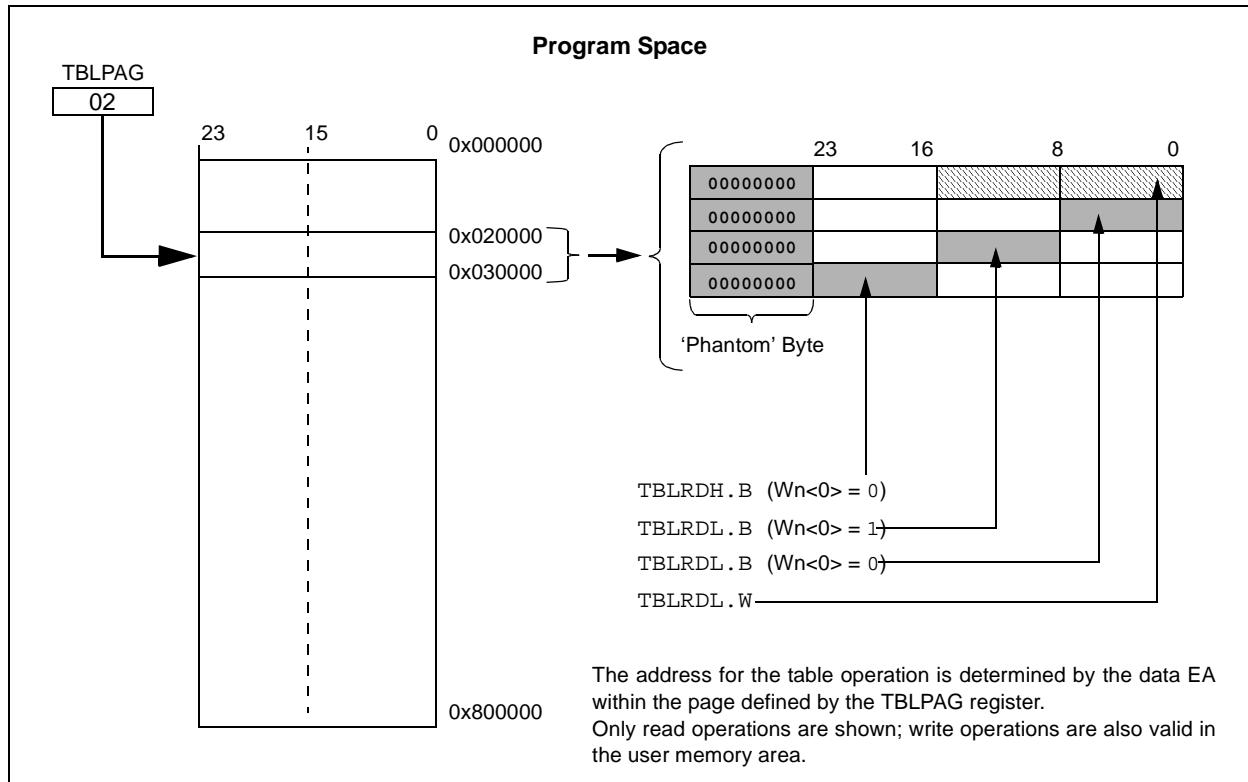 Program Space
TBLPAG
02
23 15 0
0x000000
0x020000
0x030000
0x800000
23 16 8 0
00000000
00000000
00000000
00000000
‘Phantom’ Byte
TBLRDH.B (Wn<0> = 0)
TBLRDL.B (Wn<0> = 1)
TBLRDL.B (Wn<0> = 0)
TBLRDL.W
The address for the table operation is determined by the data EA
within the page defined by the TBLPAG register.
Only read operations are shown; write operations are also valid in
the user memory area.